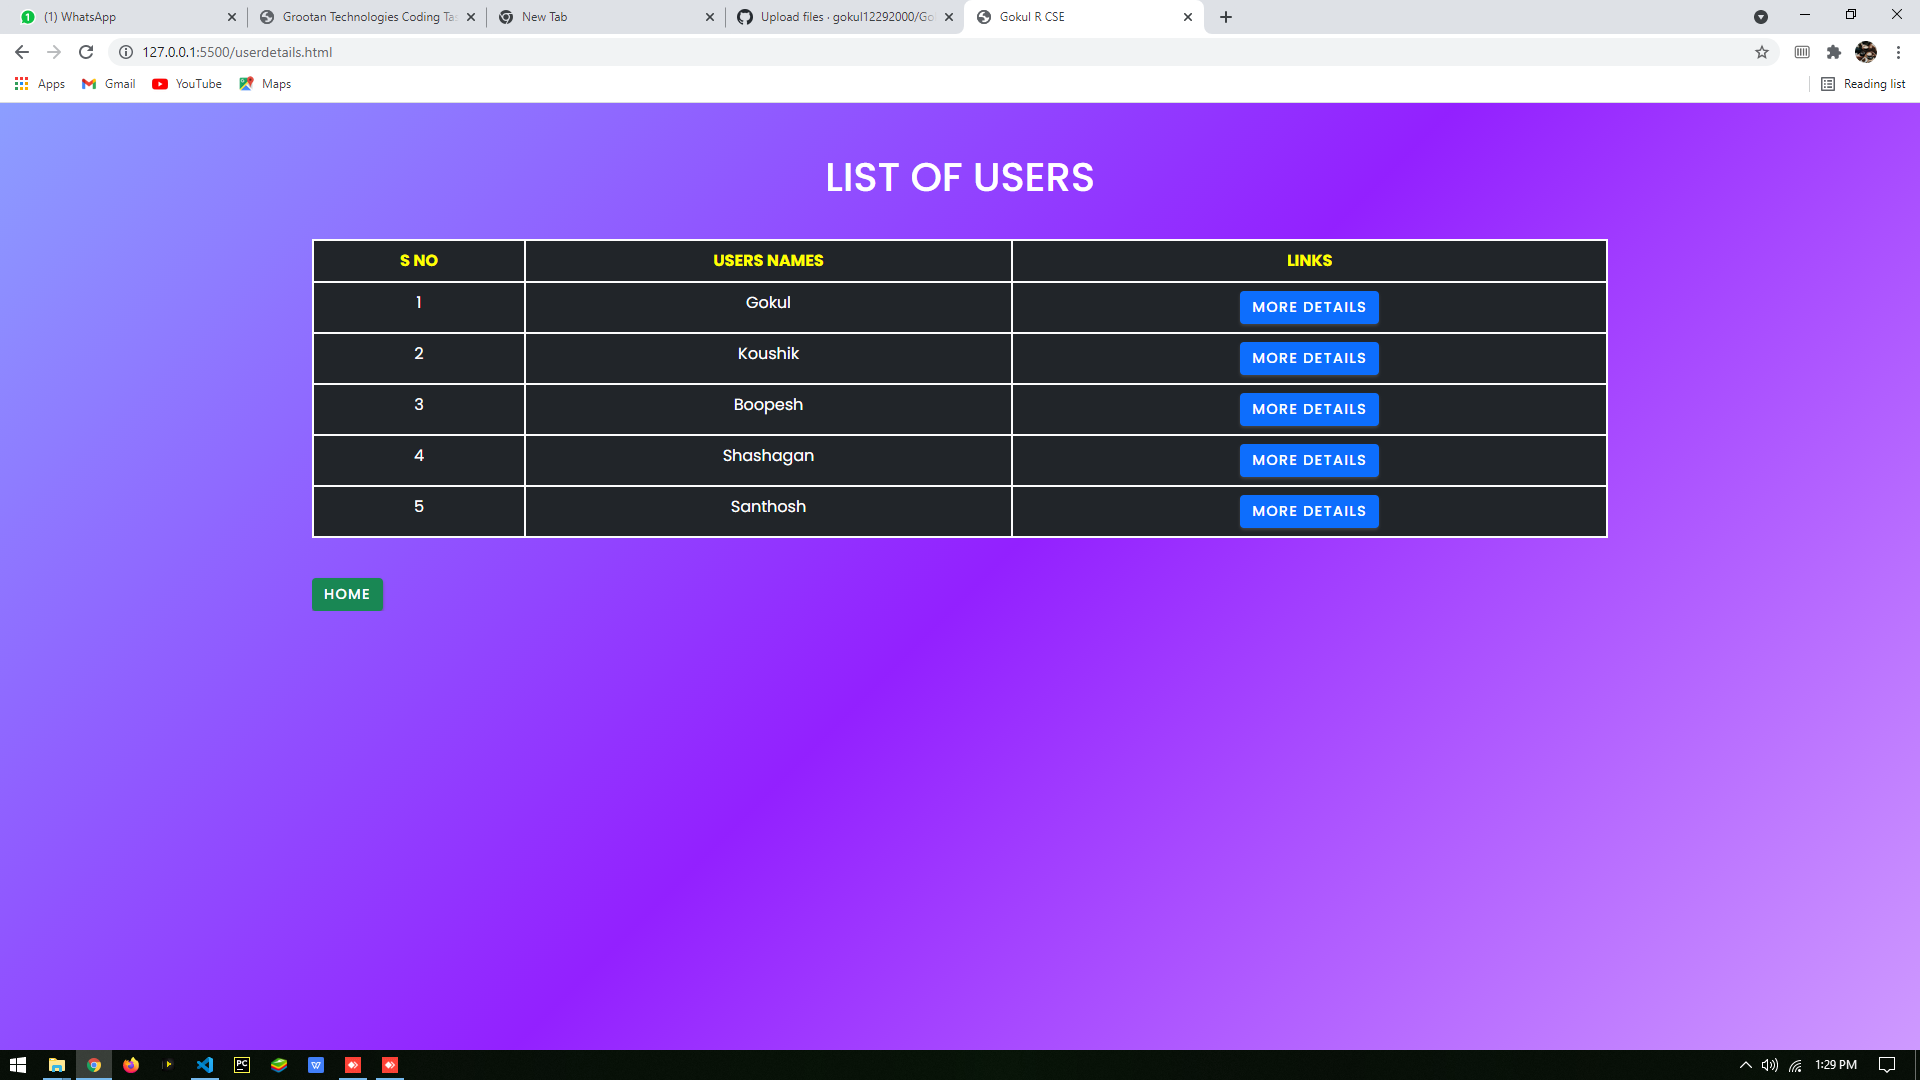 (1) WhatsApp
Grootan Technologies Coding Tas
New Tab
Upload files · gokul12292000/Go
Gokul R CSE
127.0.0.1:5500/userdetails.html
Apps Gmail YouTube Maps Reading list
LIST OF USERS
S NO USERS NAMES LINKS
1 Gokul MORE DETAILS
2 Koushik MORE DETAILS
3 Boopesh MORE DETAILS
4 Shashagan MORE DETAILS
5 Santhosh MORE DETAILS
HOME
1:29 PM